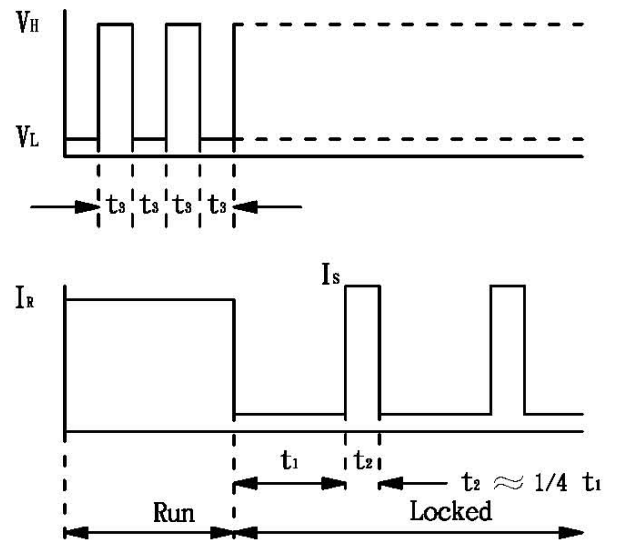 VH
VL
t3 t3 t3 t3
IR
IS
t1
t2
t2 ≈ 1/4 t1
Run
Locked